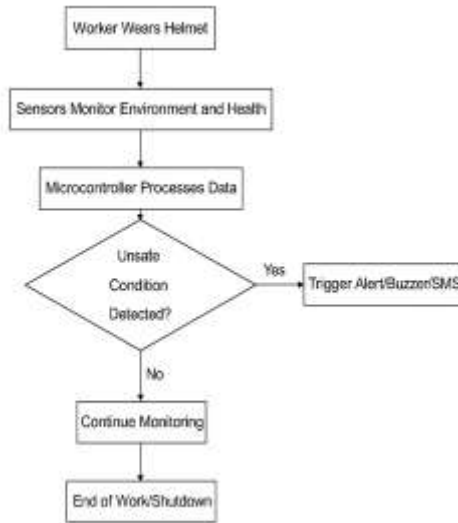 Worker Wears Helmet
Sensors Monitor Environment and Health
Microcontroller Processes Data
Unsafe
Condition
Detected?
Yes
Trigger Alert/Buzzer/SMS
No
Continue Monitoring
End of Work/Shutdown